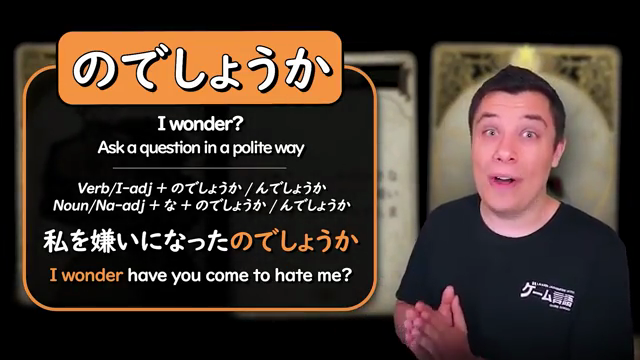 のでしょうか
I wonder?
Ask a question in a polite way
Verb/I-adj + のでしょうか / んでしょうか
Noun/Na-adj + な + のでしょうか / んでしょうか
私を嫌いになったのでしょうか
I wonder have you come to hate me?
ゲーム言語